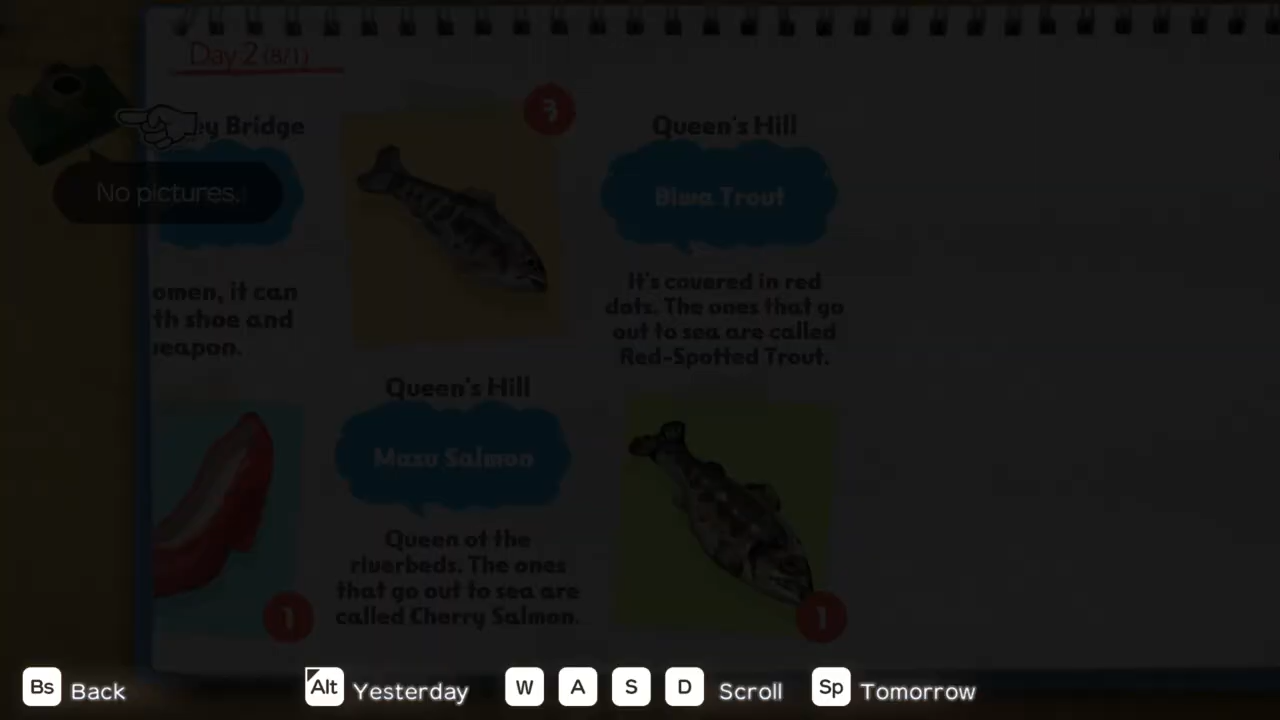 Day 2 (8/1)
ey Bridge
3
Queen's Hill
No pictures.
Biwa Trout
omen, it can
th shoe and
weapon.
It's covered in red
dots. The ones that go
out to sea are called
Red-Spotted Trout.
Queen's Hill
Masu Salmon
Queen of the
riverbeds. The ones
that go out to sea are
called Cherry Salmon.
1
1
Bs Back
Alt Yesterday
W A S D Scroll
Sp Tomorrow